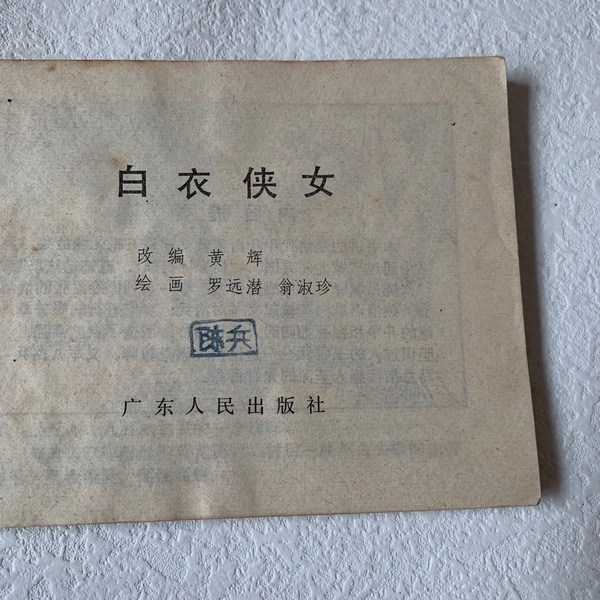 白衣侠女
改编 黄辉
绘画 罗远潜 翁淑珍
陈兵
广东人民出版社